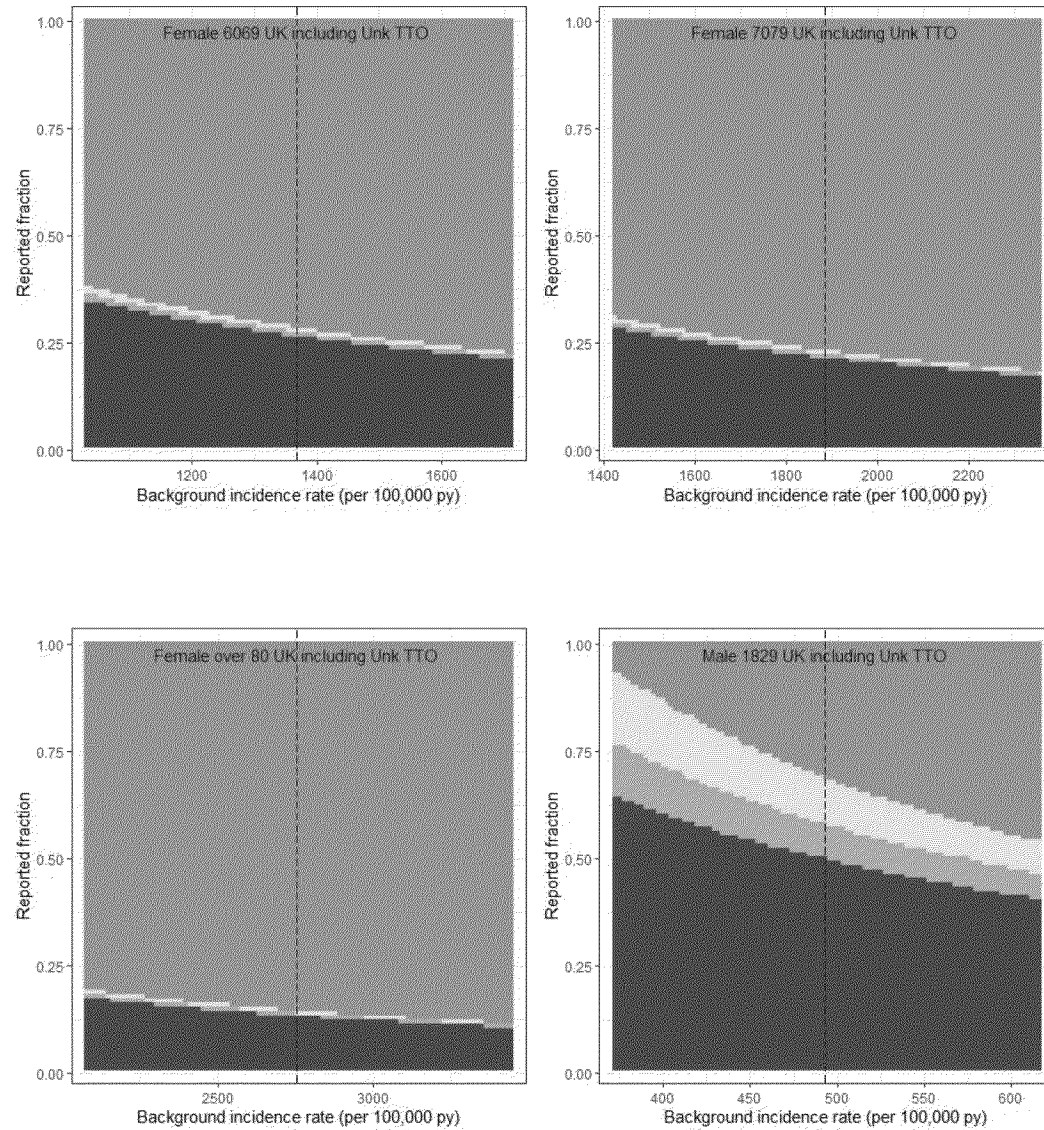 Female 6069 UK including Unk TTO
1.00
0.75
0.50
0.25
0.00
Reported fraction
1200 1400 1600
Background incidence rate (per 100,000 py)
Female 7079 UK including Unk TTO
1.00
0.75
0.50
0.25
0.00
Reported fraction
1400 1600 1800 2000 2200
Background incidence rate (per 100,000 py)
Female over 80 UK including Unk TTO
1.00
0.75
0.50
0.25
0.00
Reported fraction
2500 3000
Background incidence rate (per 100,000 py)
Male 1829 UK including Unk TTO
1.00
0.75
0.50
0.25
0.00
Reported fraction
400 450 500 550 600
Background incidence rate (per 100,000 py)